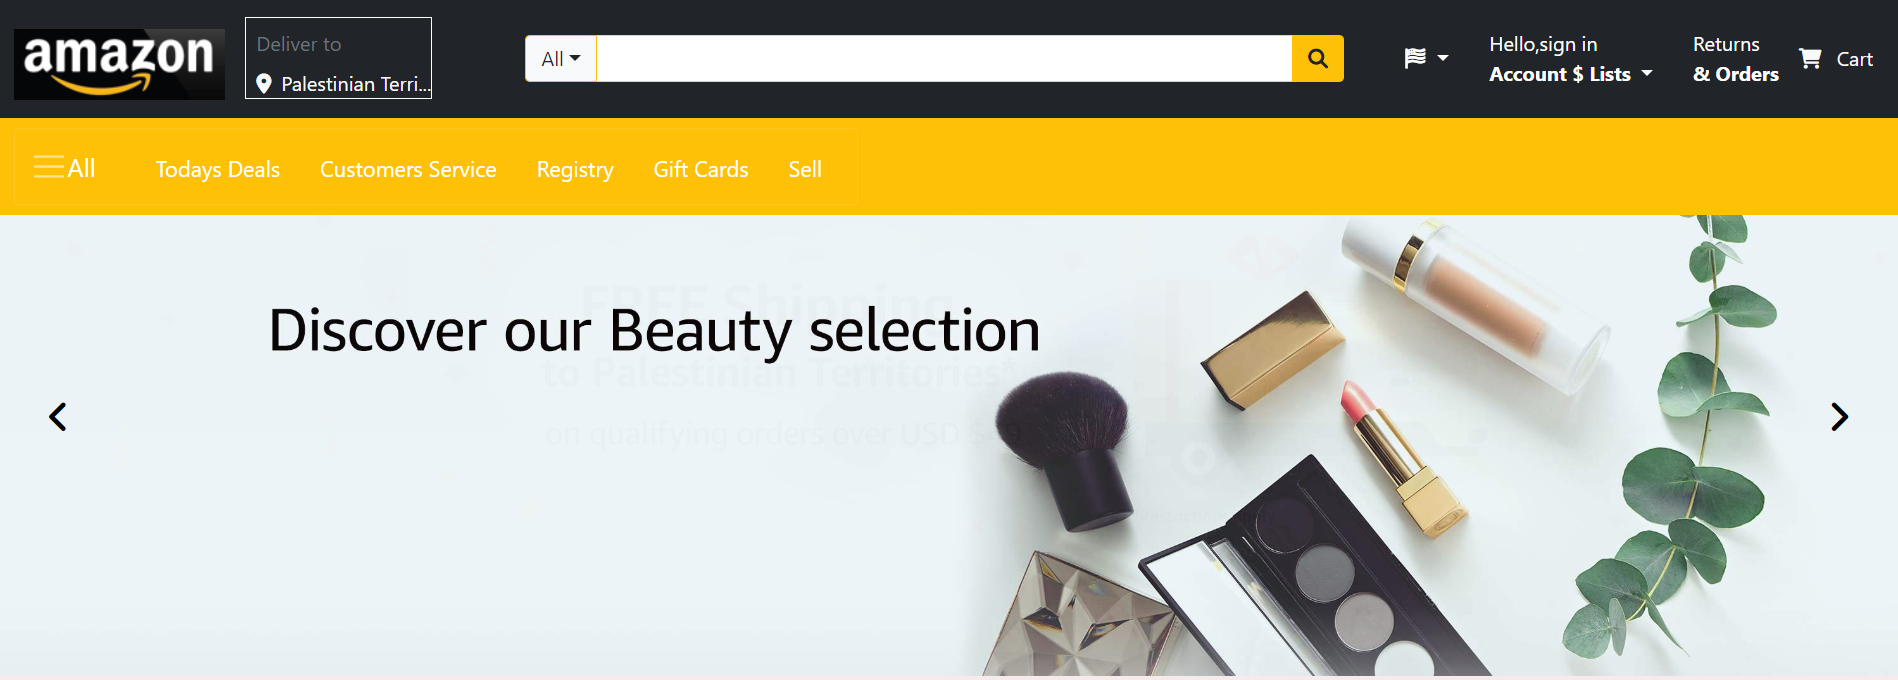 amazon
Deliver to
Palestinian Terri...
All
Hello,sign in
Account $ Lists
Returns
& Orders
Cart
All
Todays Deals
Customers Service
Registry
Gift Cards
Sell
FREE Shipping
Discover our Beauty selection
to Palestinian Territories*
on qualifying orders over USD $49